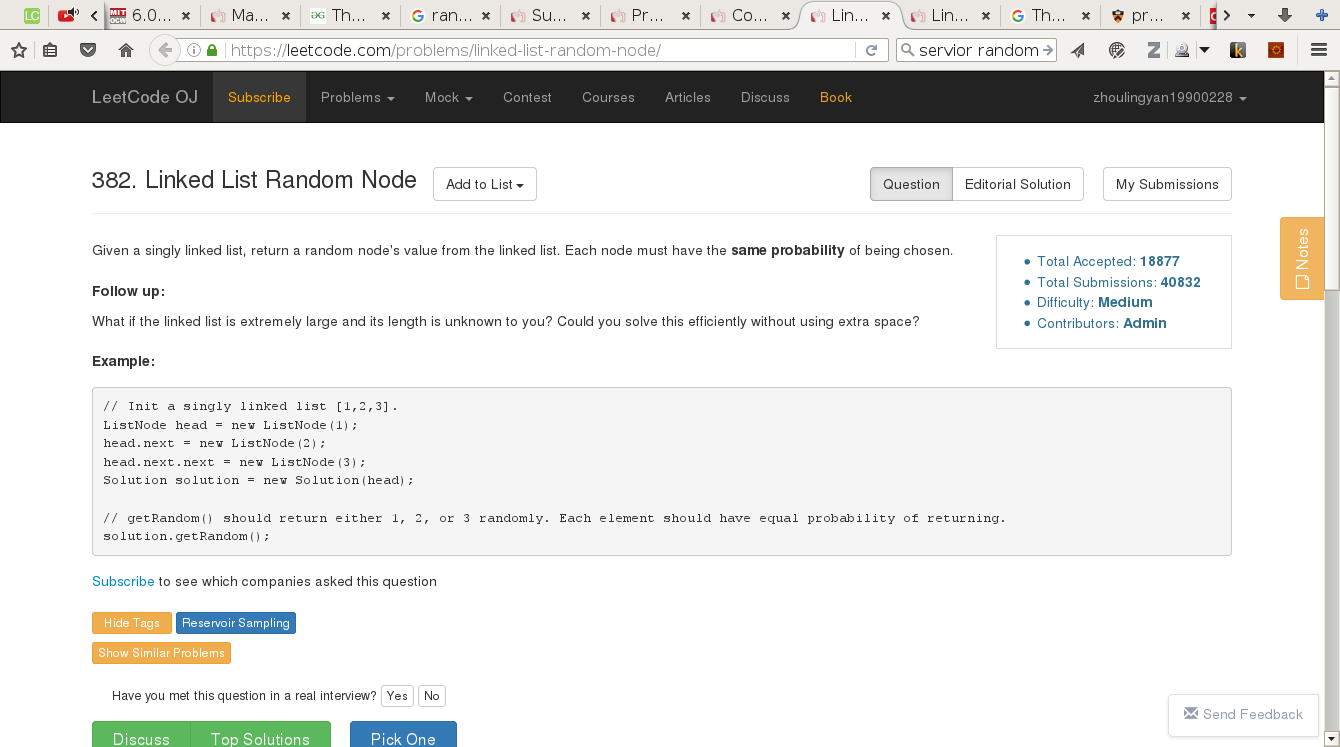 LC 6.0... Ma... Th... ran... Su... Pr... Co... Lin... Lin... Th... pr...
https://leetcode.com/problems/linked-list-random-node/ servior random
LeetCode OJ Subscribe Problems Mock Contest Courses Articles Discuss Book zhoulingyan19900228
382. Linked List Random Node Add to List Question Editorial Solution My Submissions
Notes
Given a singly linked list, return a random node's value from the linked list. Each node must have the same probability of being chosen.
Total Accepted: 18877
Total Submissions: 40832
Difficulty: Medium
Contributors: Admin
Follow up:
What if the linked list is extremely large and its length is unknown to you? Could you solve this efficiently without using extra space?
Example:
// Init a singly linked list [1,2,3].
ListNode head = new ListNode(1);
head.next = new ListNode(2);
head.next.next = new ListNode(3);
Solution solution = new Solution(head);
// getRandom() should return either 1, 2, or 3 randomly. Each element should have equal probability of returning.
solution.getRandom();
Subscribe to see which companies asked this question
Hide Tags Reservoir Sampling
Show Similar Problems
Have you met this question in a real interview? Yes No
Send Feedback
Discuss Top Solutions Pick One